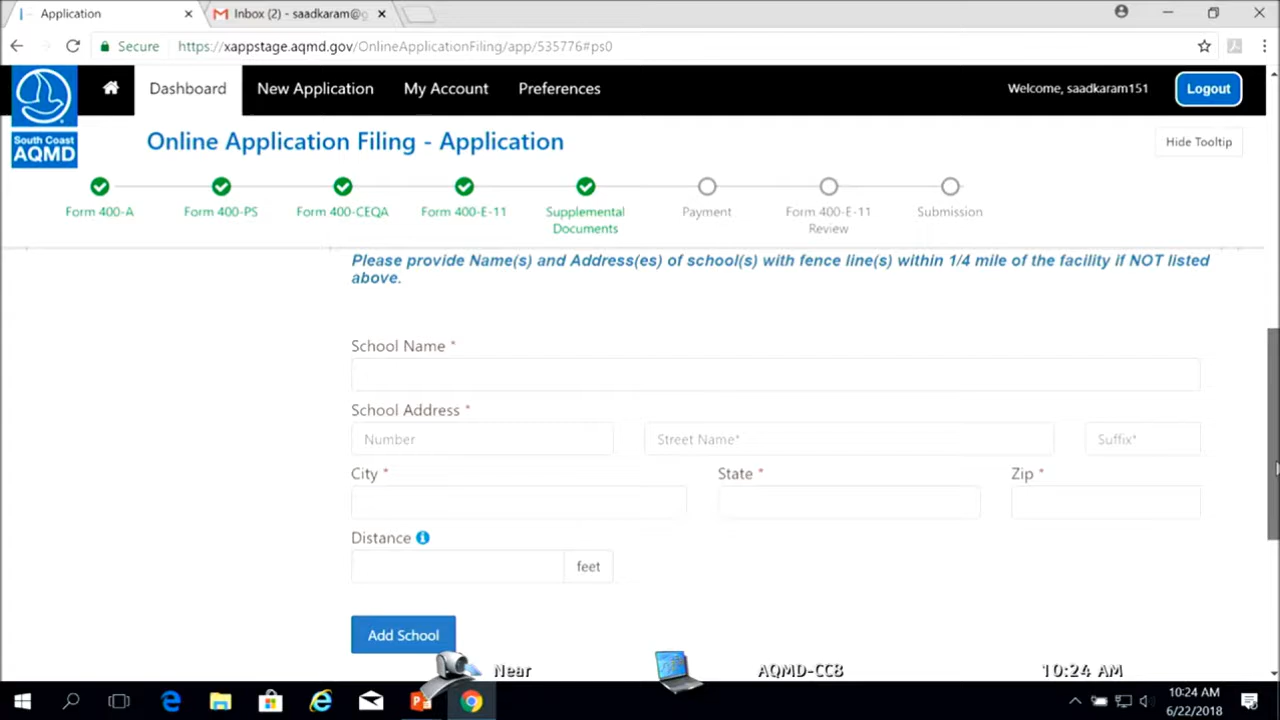 Application
Inbox (2) - saadkaram@g
Secure
https://xappstage.aqmd.gov/OnlineApplicationFiling/app/535776#ps0
South Coast
AQMD
Dashboard
New Application
My Account
Preferences
Welcome, saadkaram151
Logout
Online Application Filing - Application
Hide Tooltip
Form 400-A
Form 400-PS
Form 400-CEQA
Form 400-E-11
Supplemental
Documents
Payment
Form 400-E-11
Review
Submission
Please provide Name(s) and Address(es) of school(s) with fence line(s) within 1/4 mile of the facility if NOT listed
above.
School Name *
School Address *
Number
Street Name*
Suffix*
City *
State *
Zip *
Distance
feet
Add School
Near
AQMD-CC8
10:24 AM
10:24 AM
6/22/2018